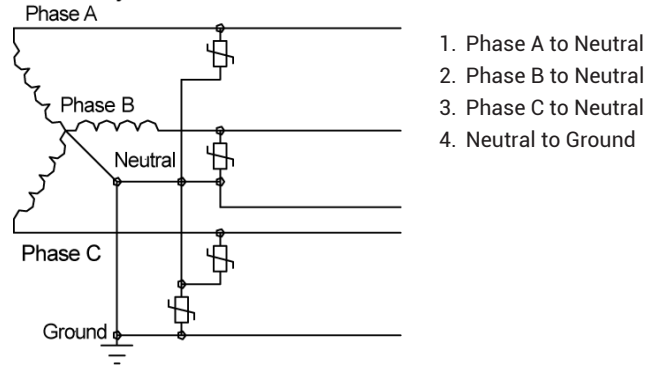 Phase A
Phase B
Neutral
Phase C
Ground
1. Phase A to Neutral
2. Phase B to Neutral
3. Phase C to Neutral
4. Neutral to Ground